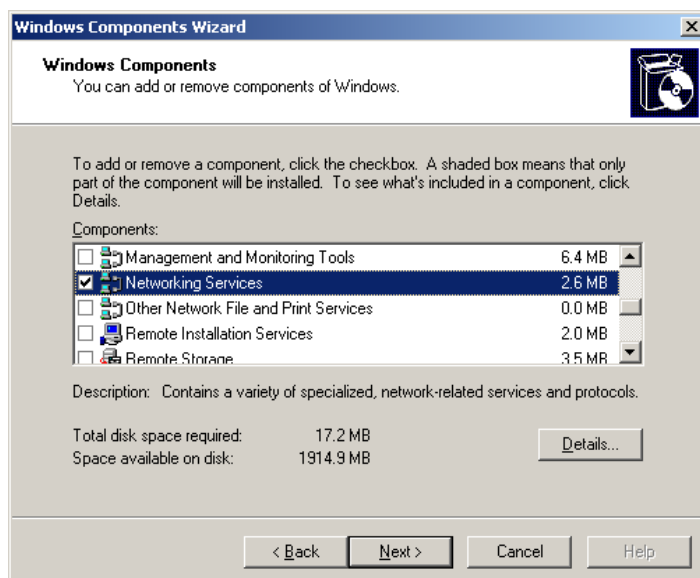 Windows Components Wizard
Windows Components
You can add or remove components of Windows.
To add or remove a component, click the checkbox. A shaded box means that only
part of the component will be installed. To see what's included in a component, click
Details.
Components:
Management and Monitoring Tools 6.4 MB
Networking Services 2.6 MB
Other Network File and Print Services 0.0 MB
Remote Installation Services 2.0 MB
Remote Storage 3.5 MB
Description: Contains a variety of specialized, network-related services and protocols.
Total disk space required: 17.2 MB
Space available on disk: 1914.9 MB
Details...
< Back Next > Cancel Help